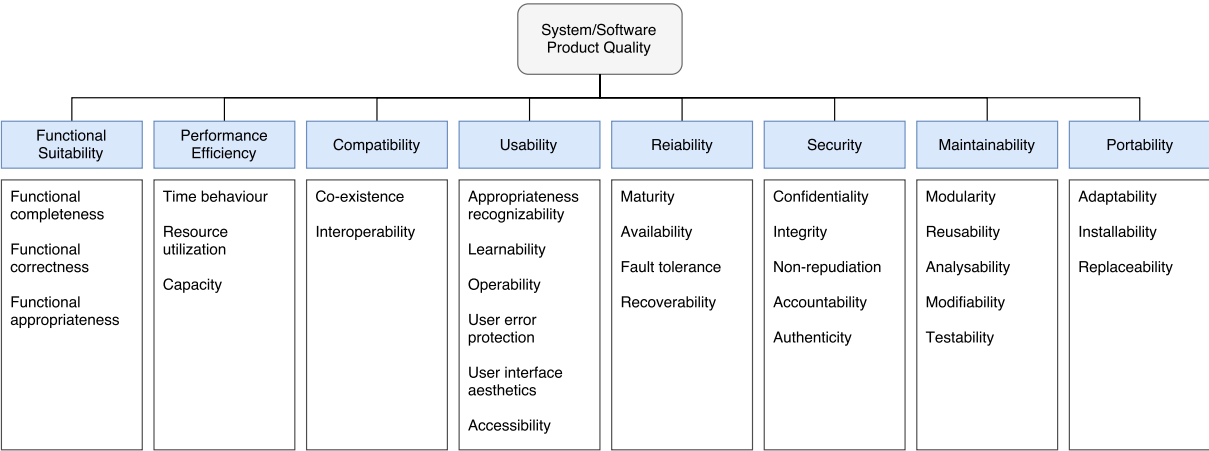 System/Software
Product Quality
Functional
Suitability
Performance
Efficiency
Compatibility
Usability
Reiability
Security
Maintainability
Portability
Functional
completeness
Functional
correctness
Functional
appropriateness
Time behaviour
Resource
utilization
Capacity
Co-existence
Interoperability
Appropriateness
recognizability
Learnability
Operability
User error
protection
User interface
aesthetics
Accessibility
Maturity
Availability
Fault tolerance
Recoverability
Confidentiality
Integrity
Non-repudiation
Accountability
Authenticity
Modularity
Reusability
Analysability
Modifiability
Testability
Adaptability
Installability
Replaceability